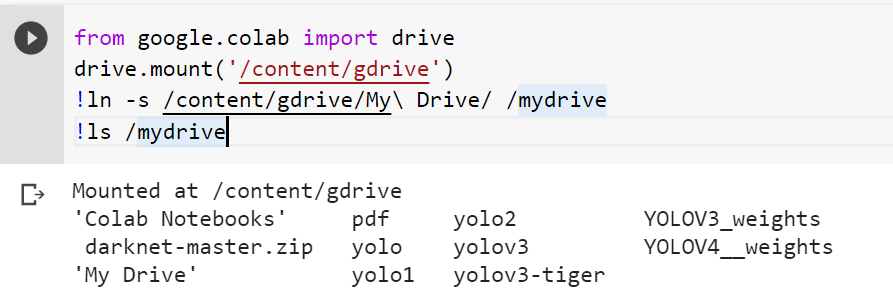 from google.colab import drive
drive.mount('/content/gdrive')
!ln -s /content/gdrive/My\ Drive/ /mydrive
!ls /mydrive
Mounted at /content/gdrive
'Colab Notebooks'     pdf     yolo2          YOLOV3_weights
 darknet-master.zip   yolo    yolov3         YOLOV4__weights
'My Drive'            yolo1   yolov3-tiger